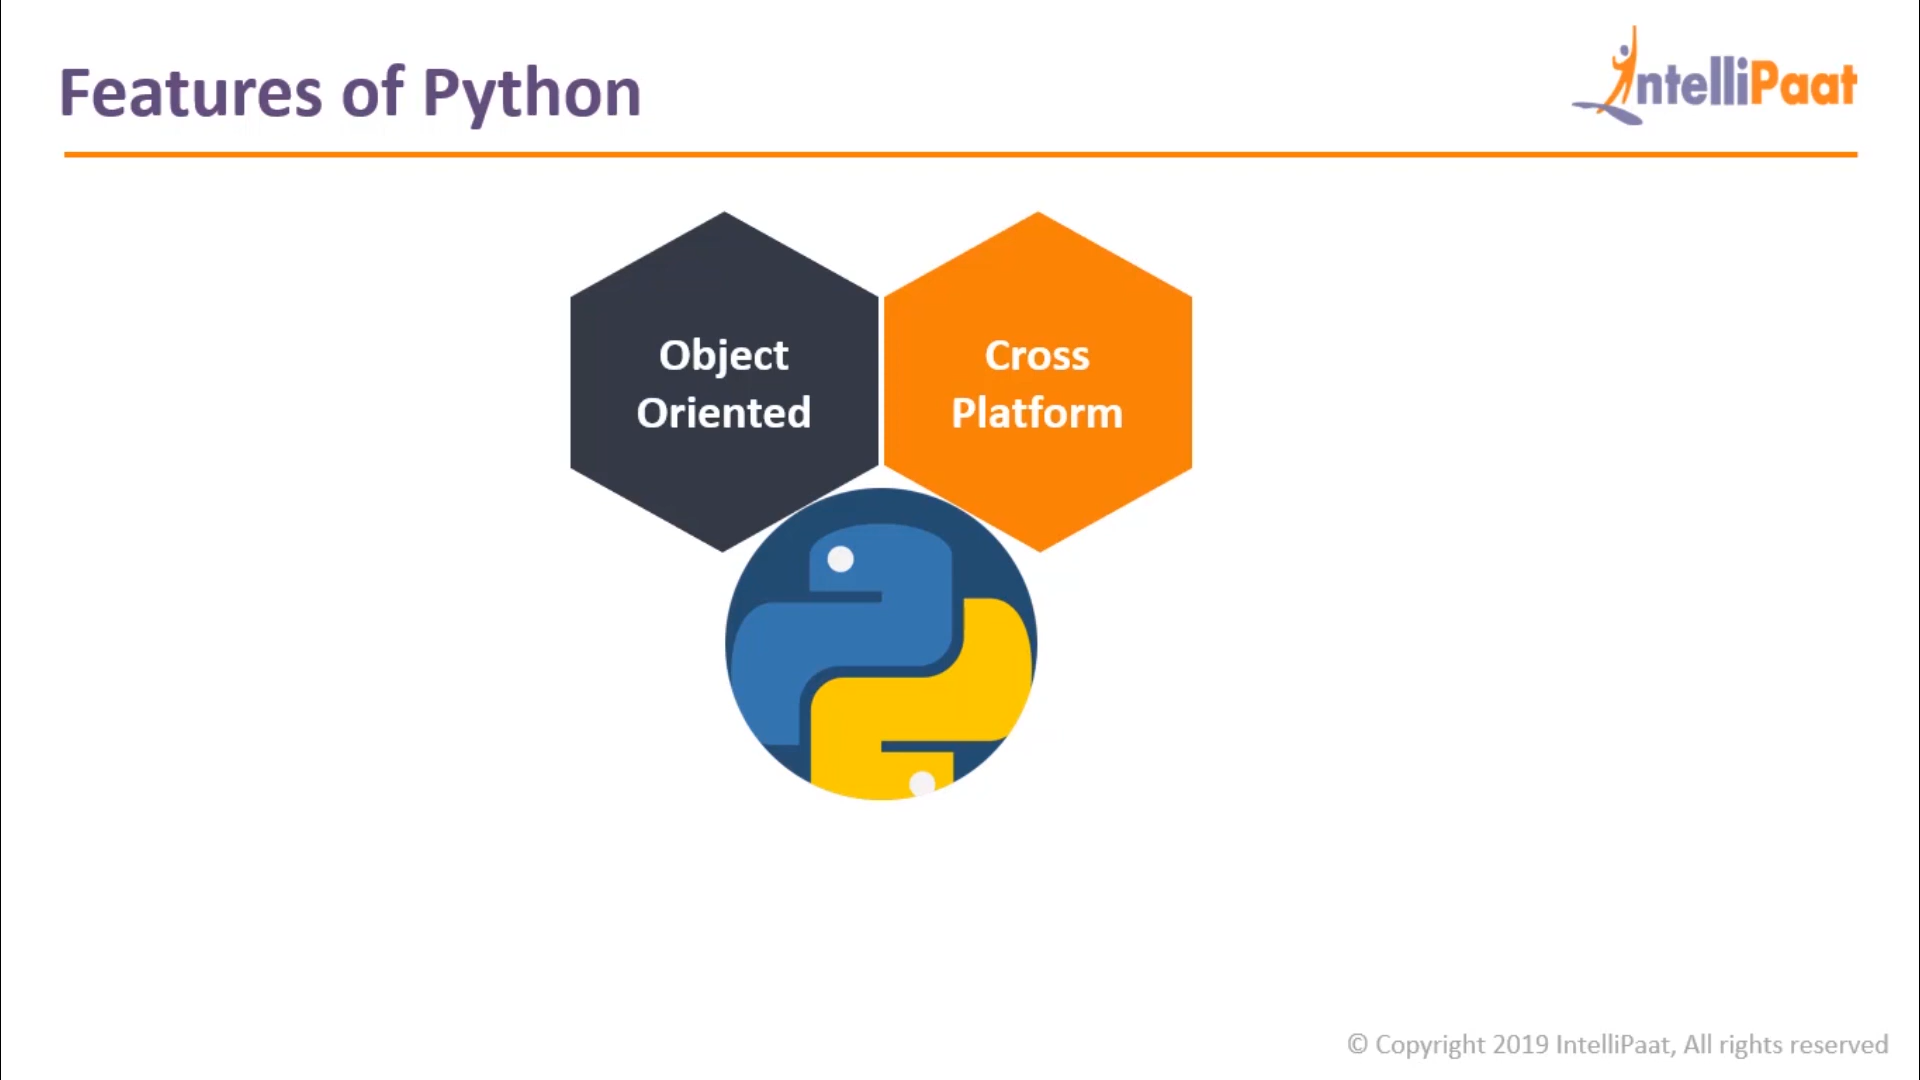 Features of Python
IntelliPaat
Object
Oriented
Cross
Platform
© Copyright 2019 IntelliPaat, All rights reserved